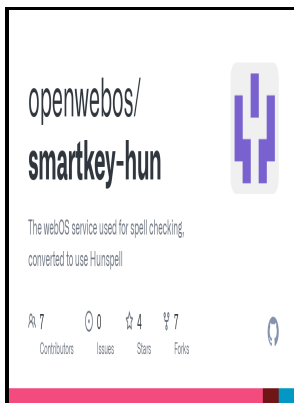 openwebos/
smartkey-hun
The webOS service used for spell checking,
converted to use Hunspell
7 0 4 7
Contributors Issues Stars Forks